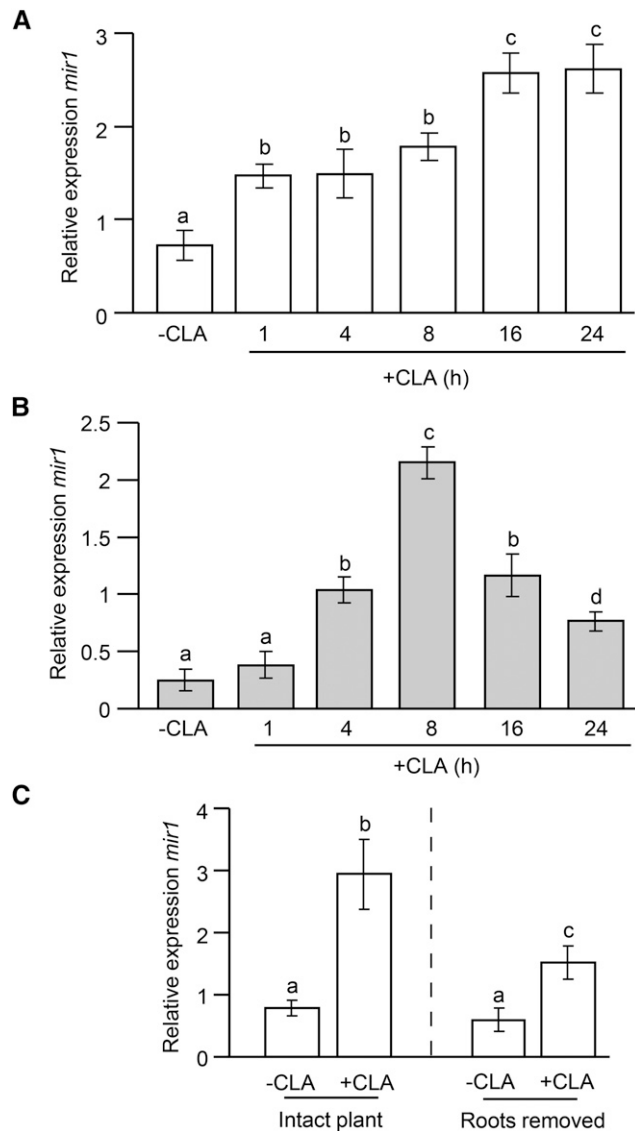 A
Relative expression mir1
3
2
1
0
a
b
b
b
c
c
-CLA
1
4
8
16
24
+CLA (h)
B
Relative expression mir1
2.5
2
1.5
1
0.5
0
a
a
b
c
b
d
-CLA
1
4
8
16
24
+CLA (h)
C
Relative expression mir1
4
3
2
1
0
a
b
a
c
-CLA +CLA
-CLA +CLA
Intact plant
Roots removed